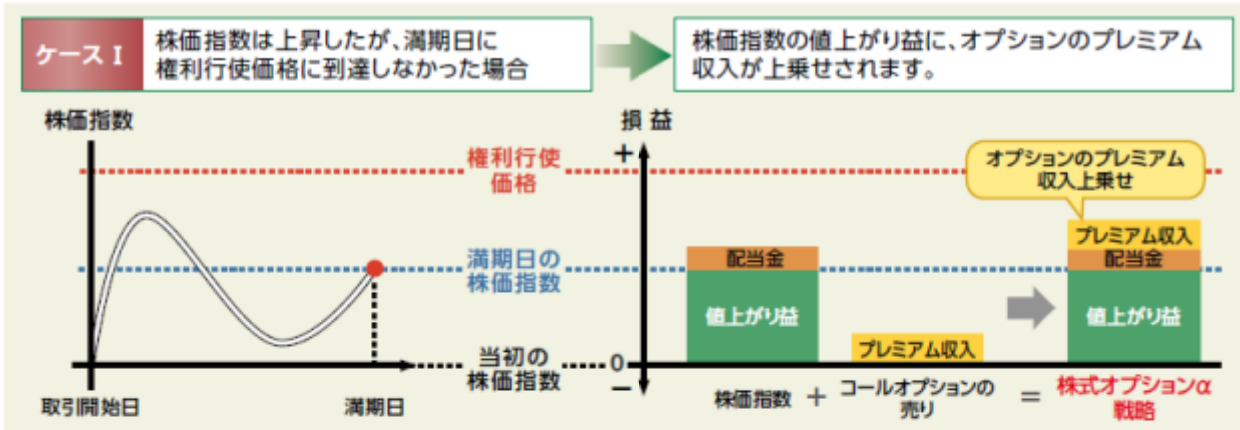 ケース I
株価指数は上昇したが、満期日に
権利行使価格に到達しなかった場合
株価指数の値上がり益に、オプションのプレミアム
収入が上乗せされます。
株価指数
権利行使
価格
満期日の
株価指数
当初の
株価指数
取引開始日
満期日
損 益
+
0
−
オプションのプレミアム
収入上乗せ
配当金
値上がり益
プレミアム収入
プレミアム収入
配当金
値上がり益
株価指数
+
コールオプションの
売り
=
株式オプションα
戦略